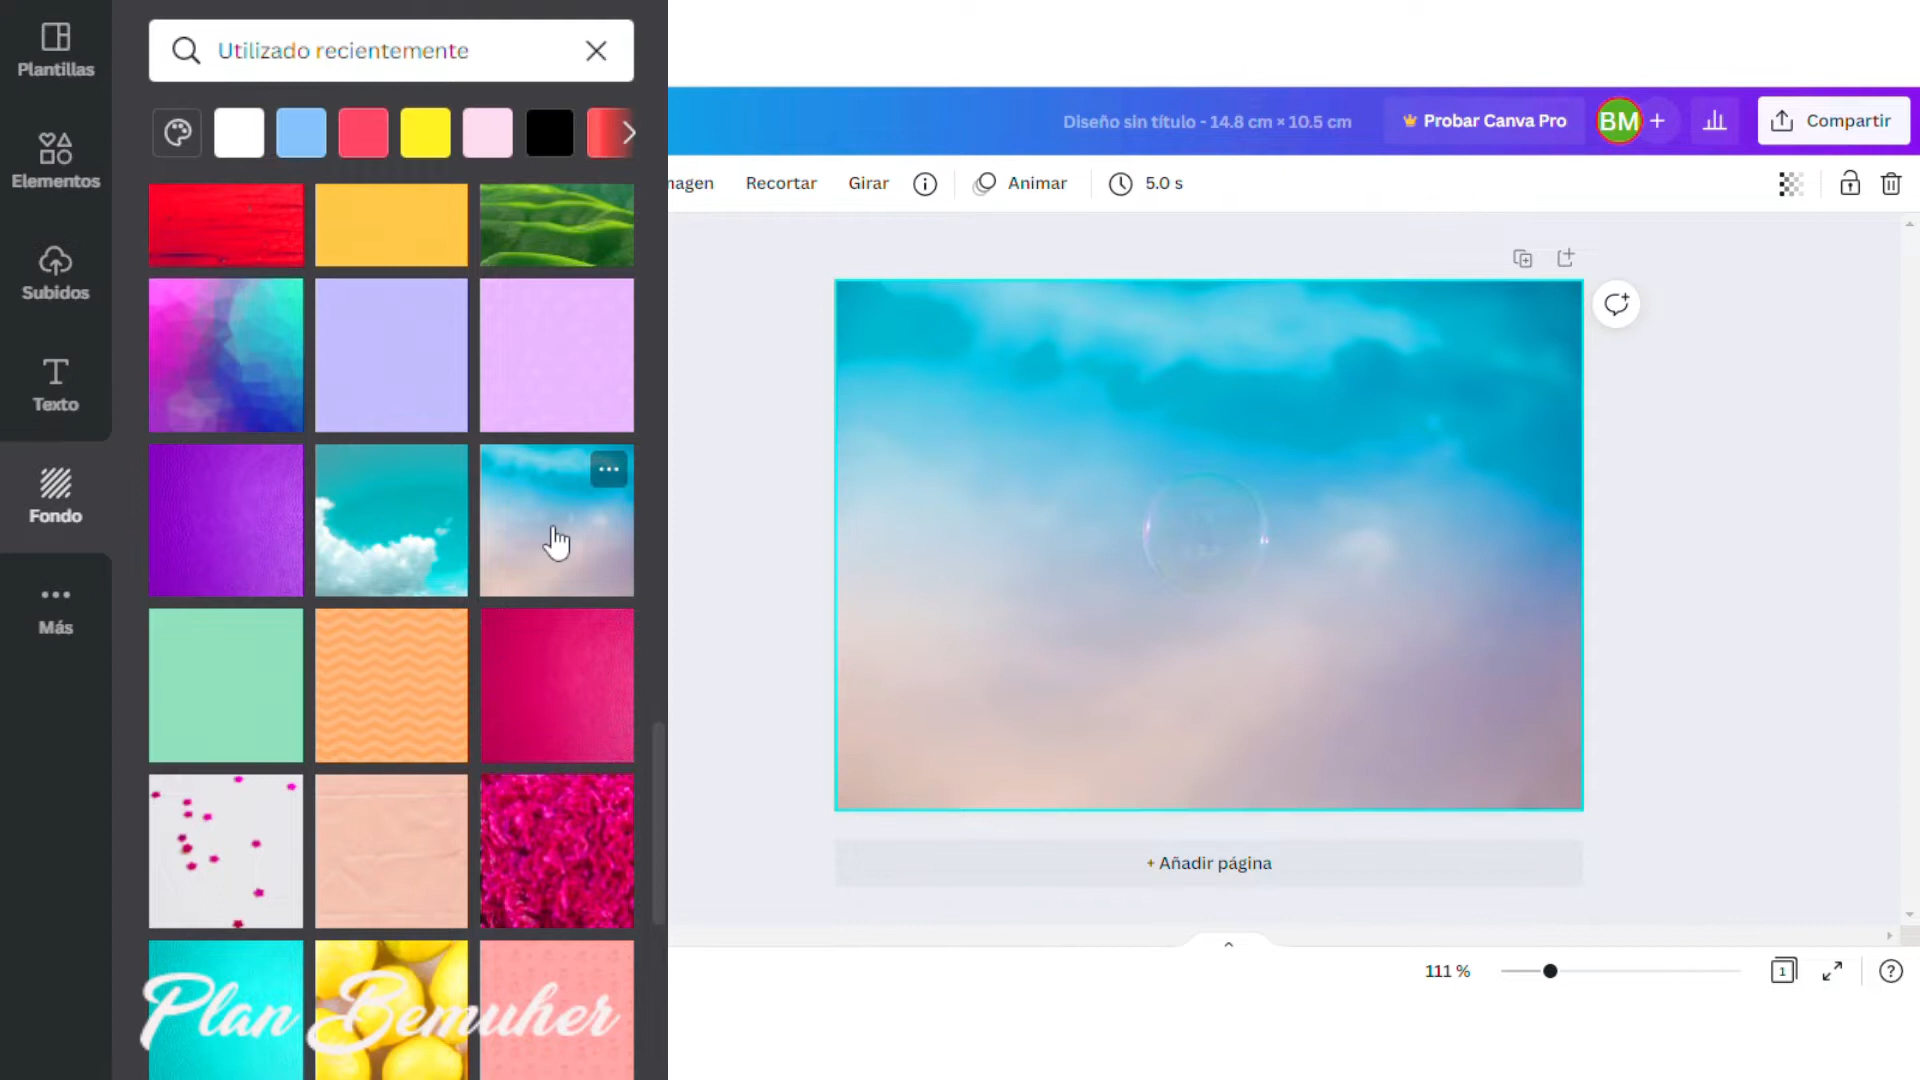 Plantillas
Elementos
Subidos
Texto
Fondo
Más
Utilizado recientemente
Diseño sin título - 14.8 cm × 10.5 cm
Probar Canva Pro
BM
+
Compartir
nagen
Recortar
Girar
Animar
5.0 s
+ Añadir página
111 %
1
?
Plan Bemuher